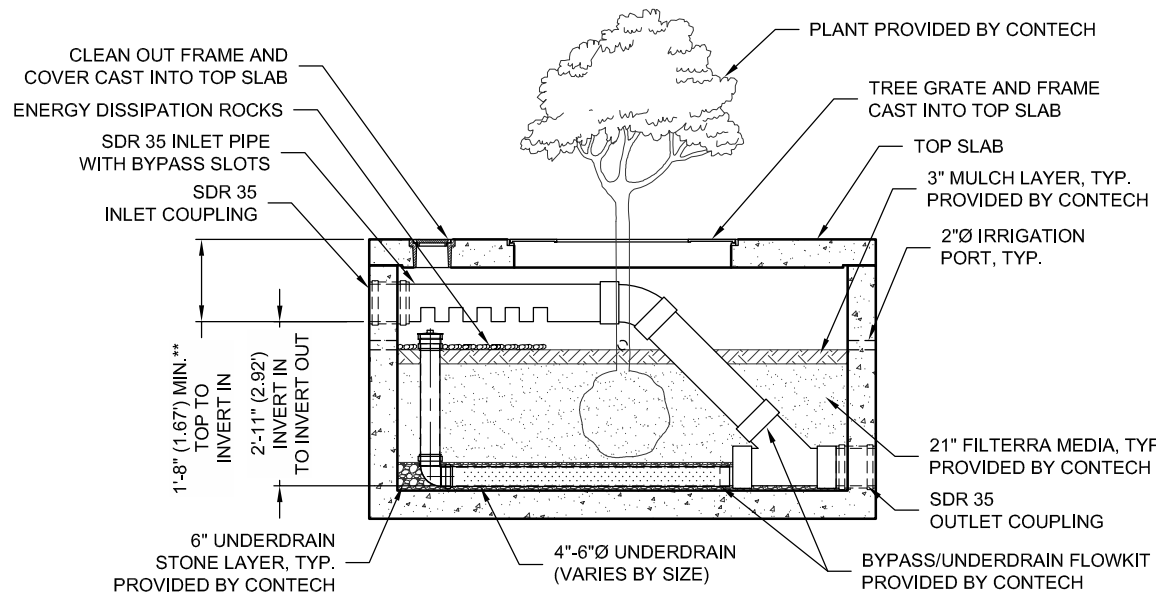 CLEAN OUT FRAME AND
COVER CAST INTO TOP SLAB
ENERGY DISSIPATION ROCKS
SDR 35 INLET PIPE
WITH BYPASS SLOTS
SDR 35
INLET COUPLING
PLANT PROVIDED BY CONTECH
TREE GRATE AND FRAME
CAST INTO TOP SLAB
TOP SLAB
3" MULCH LAYER, TYP.
PROVIDED BY CONTECH
2"Ø IRRIGATION
PORT, TYP.
1'-8" (1.67') MIN.**
TOP TO
INVERT IN
2'-11" (2.92')
INVERT IN
TO INVERT OUT
21" FILTERRA MEDIA, TYP
PROVIDED BY CONTECH
SDR 35
OUTLET COUPLING
6" UNDERDRAIN
STONE LAYER, TYP.
PROVIDED BY CONTECH
4"-6"Ø UNDERDRAIN
(VARIES BY SIZE)
BYPASS/UNDERDRAIN FLOWKIT
PROVIDED BY CONTECH